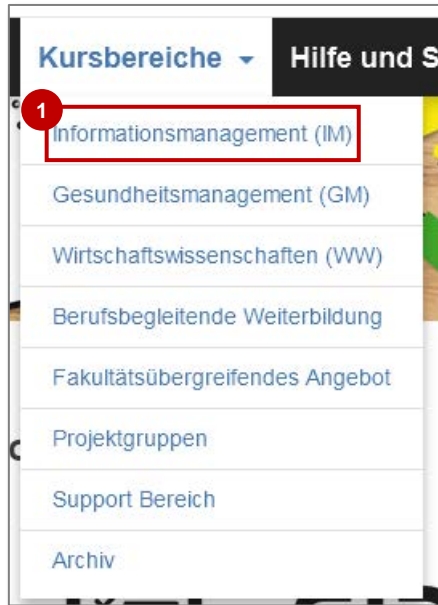 Kursbereiche Hilfe und S
1
Informationsmanagement (IM)
Gesundheitsmanagement (GM)
Wirtschaftswissenschaften (WW)
Berufsbegleitende Weiterbildung
Fakultätsübergreifendes Angebot
Projektgruppen
Support Bereich
Archiv